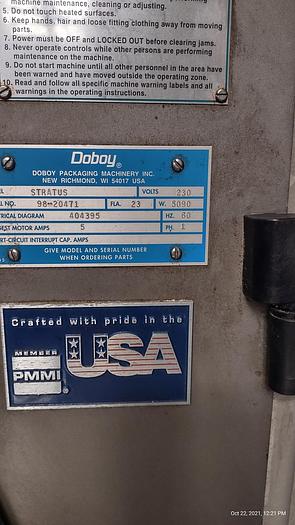 machine maintenance, cleaning or adjusting.
5. Do not touch heated surfaces.
6. Keep hands, hair and loose fitting clothing away from moving
parts.
7. Power must be OFF and LOCKED OUT before clearing jams.
8. Never operate controls while other persons are performing
maintenance on the machine.
9. Do not start machine until all other personnel in the area have
been warned and have moved outside the operating zone.
10. Read and follow all specific machine warning labels and all
warnings in the operating instructions.
Doboy®
DOBOY PACKAGING MACHINERY INC.
NEW RICHMOND, WI 54017 USA
EL STRATUS VOLTS 230
AL NO. 98-20471 FLA. 23 W. 5090
TRICAL DIAGRAM 404395 HZ. 60
EST MOTOR AMPS 5 PH. 1
RT-CIRCUIT INTERRUPT CAP. AMPS
GIVE MODEL AND SERIAL NUMBER
WHEN ORDERING PARTS
Crafted with pride in the
USA
MEMBER
PMMI
Oct 22, 2021, 12:21 PM